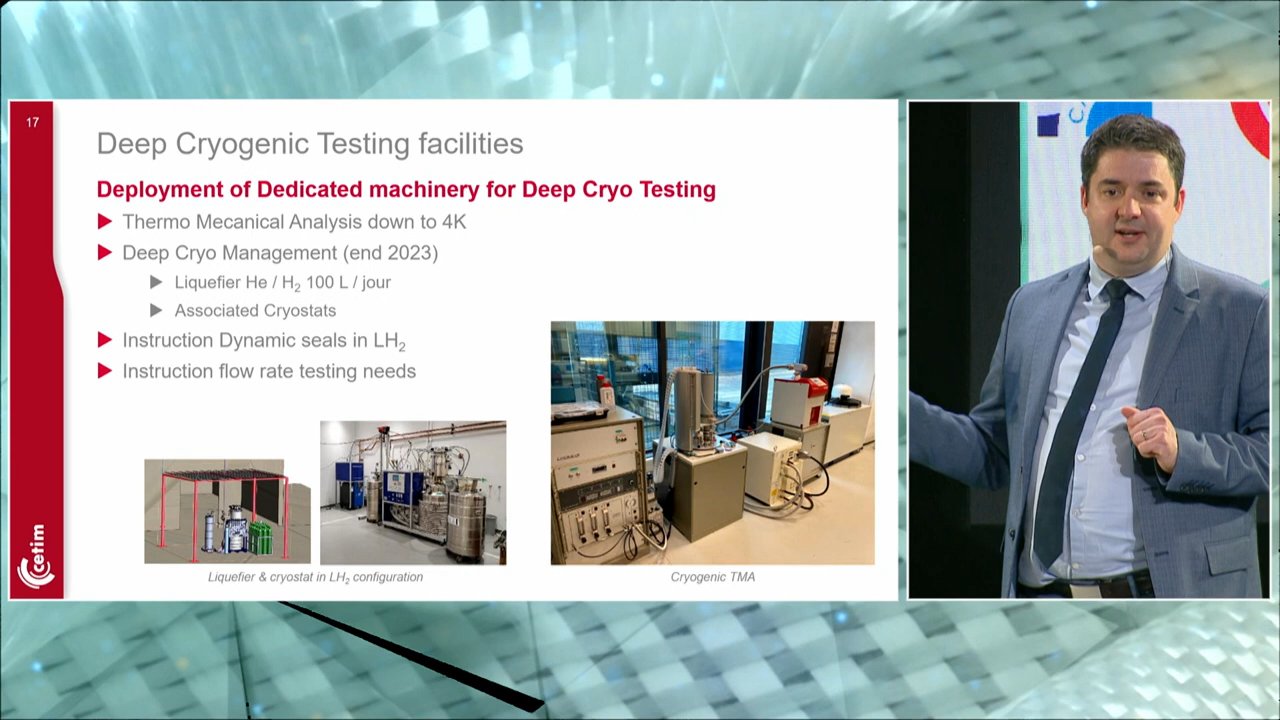 17
Deep Cryogenic Testing facilities
Deployment of Dedicated machinery for Deep Cryo Testing
Thermo Mecanical Analysis down to 4K
Deep Cryo Management (end 2023)
Liquefier He / H₂ 100 L / jour
Associated Cryostats
Instruction Dynamic seals in LH₂
Instruction flow rate testing needs
Liquefier & cryostat in LH₂ configuration
Cryogenic TMA
cetim